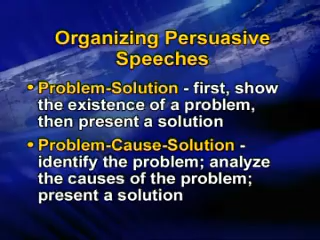 Organizing Persuasive
Speeches
• Problem-Solution - first, show
the existence of a problem,
then present a solution
• Problem-Cause-Solution -
identify the problem; analyze
the causes of the problem;
present a solution